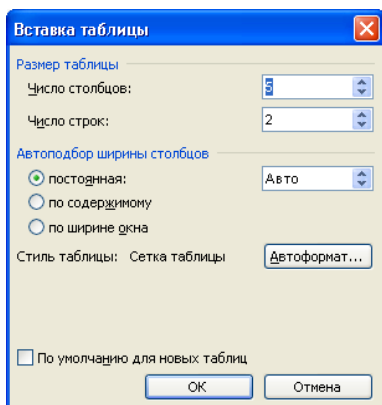 Вставка таблицы
Размер таблицы
Число столбцов: 5
Число строк: 2
Автоподбор ширины столбцов
постоянная: Авто
по содержимому
по ширине окна
Стиль таблицы: Сетка таблицы Автоформат...
По умолчанию для новых таблиц
ОК Отмена